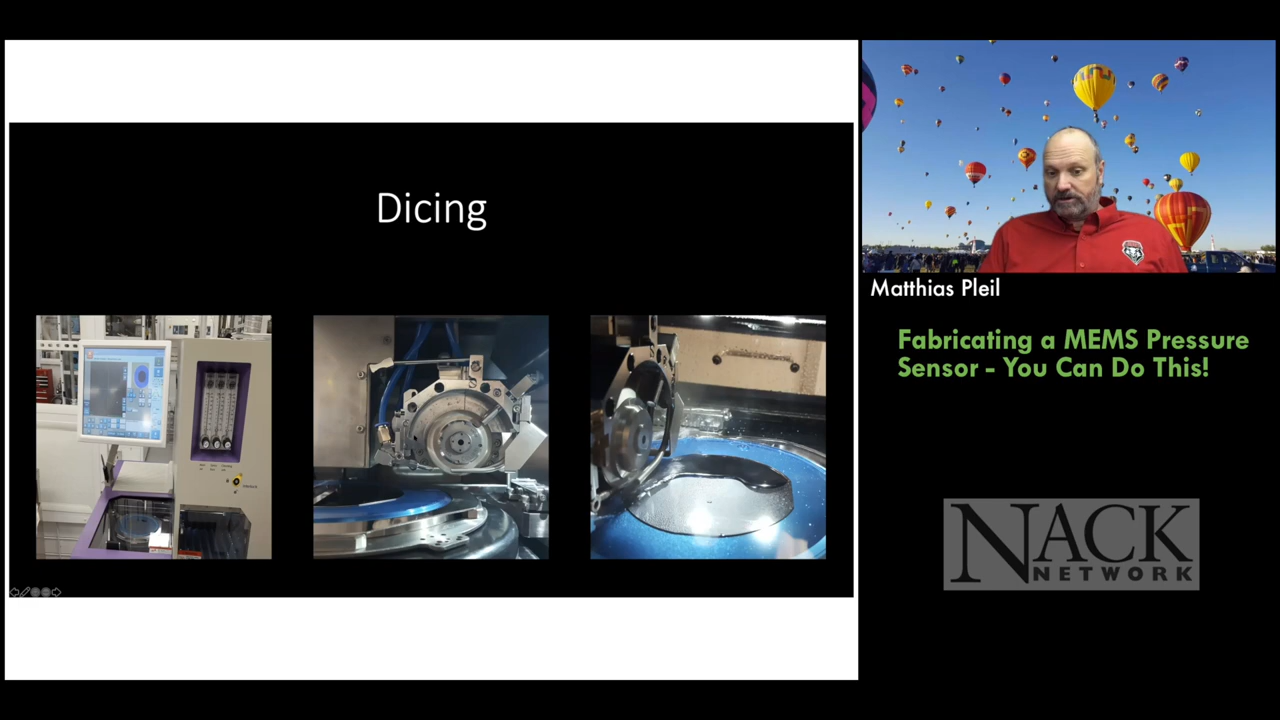 Dicing
Matthias Pleil
Fabricating a MEMS Pressure
Sensor - You Can Do This!
NACK
NETWORK